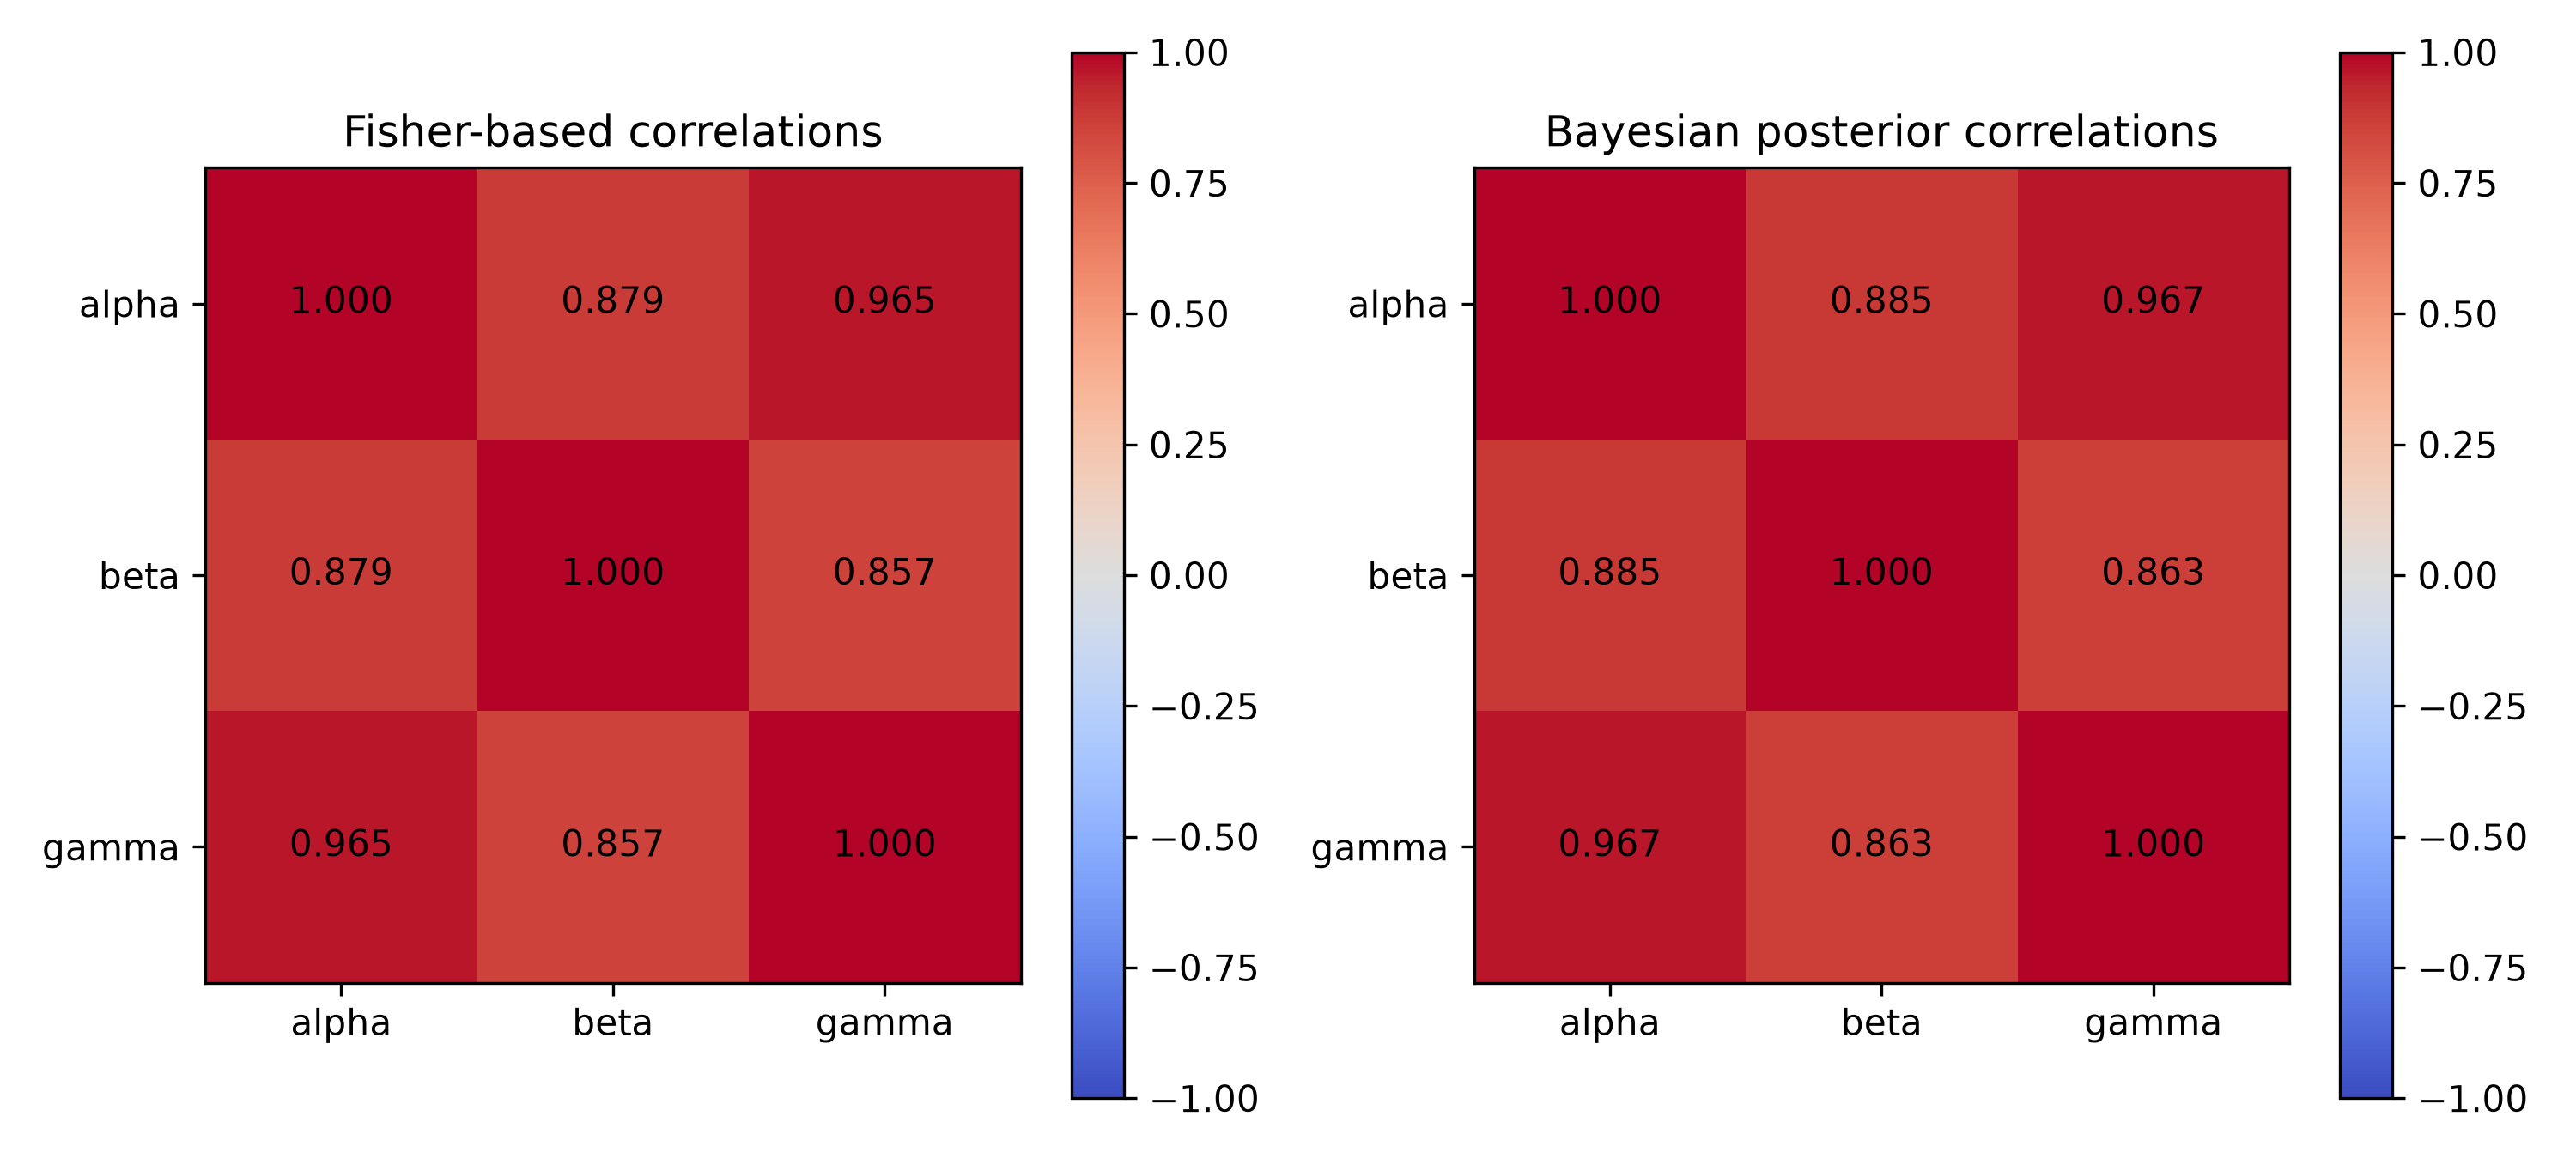 Fisher-based correlations
alpha
beta
gamma
1.000 0.879 0.965
0.879 1.000 0.857
0.965 0.857 1.000
alpha beta gamma
1.00
0.75
0.50
0.25
0.00
−0.25
−0.50
−0.75
−1.00
Bayesian posterior correlations
alpha
beta
gamma
1.000 0.885 0.967
0.885 1.000 0.863
0.967 0.863 1.000
alpha beta gamma
1.00
0.75
0.50
0.25
0.00
−0.25
−0.50
−0.75
−1.00